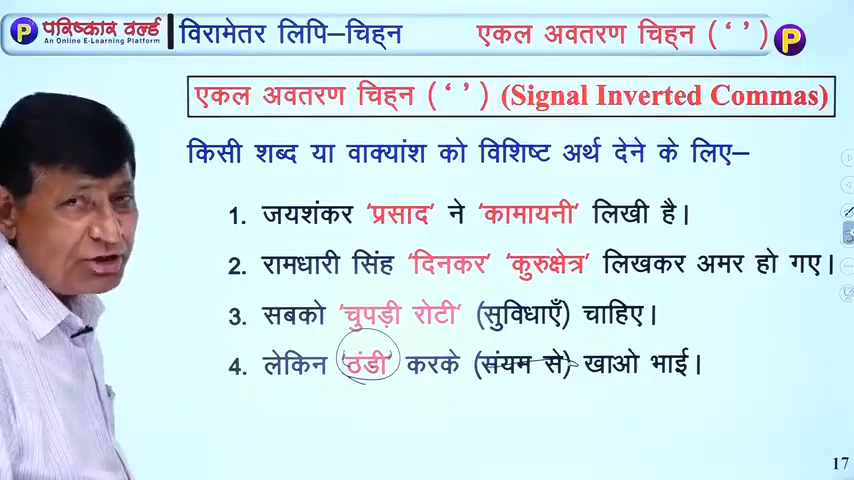 परिष्कार वर्ल्ड
An Online E-Learning Platform
विरामेतर लिपि–चिह्न
एकल अवतरण चिह्न (‘ ’)
P
P
एकल अवतरण चिह्न (‘ ’) (Signal Inverted Commas)
किसी शब्द या वाक्यांश को विशिष्ट अर्थ देने के लिए–
1. जयशंकर ‘प्रसाद’ ने ‘कामायनी’ लिखी है।
2. रामधारी सिंह ‘दिनकर’ ‘कुरुक्षेत्र’ लिखकर अमर हो गए।
3. सबको ‘चुपड़ी रोटी’ (सुविधाएँ) चाहिए।
4. लेकिन ‘ठंडी’ करके (संयम से) खाओ भाई।
17